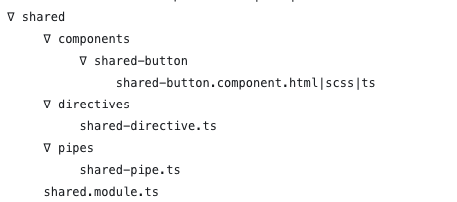 ∇ shared
∇ components
∇ shared-button
shared-button.component.html|scss|ts
∇ directives
shared-directive.ts
∇ pipes
shared-pipe.ts
shared.module.ts